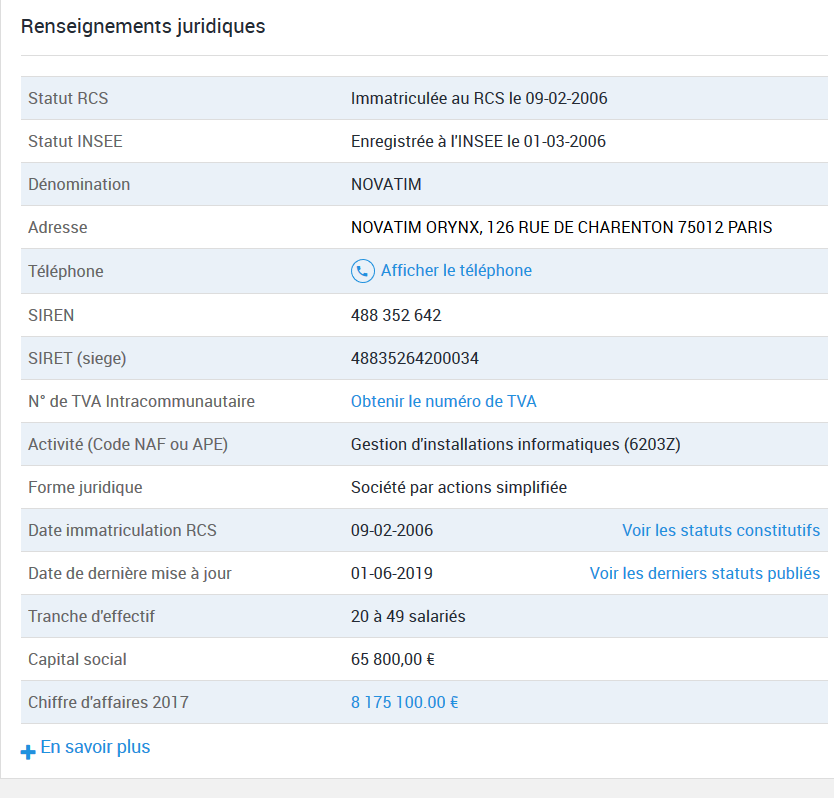 Renseignements juridiques
Statut RCS Immatriculée au RCS le 09-02-2006
Statut INSEE Enregistrée à l'INSEE le 01-03-2006
Dénomination NOVATIM
Adresse NOVATIM ORYNX, 126 RUE DE CHARENTON 75012 PARIS
Téléphone Afficher le téléphone
SIREN 488 352 642
SIRET (siege) 48835264200034
N° de TVA Intracommunautaire Obtenir le numéro de TVA
Activité (Code NAF ou APE) Gestion d'installations informatiques (6203Z)
Forme juridique Société par actions simplifiée
Date immatriculation RCS 09-02-2006 Voir les statuts constitutifs
Date de dernière mise à jour 01-06-2019 Voir les derniers statuts publiés
Tranche d'effectif 20 à 49 salariés
Capital social 65 800,00 €
Chiffre d'affaires 2017 8 175 100.00 €
En savoir plus